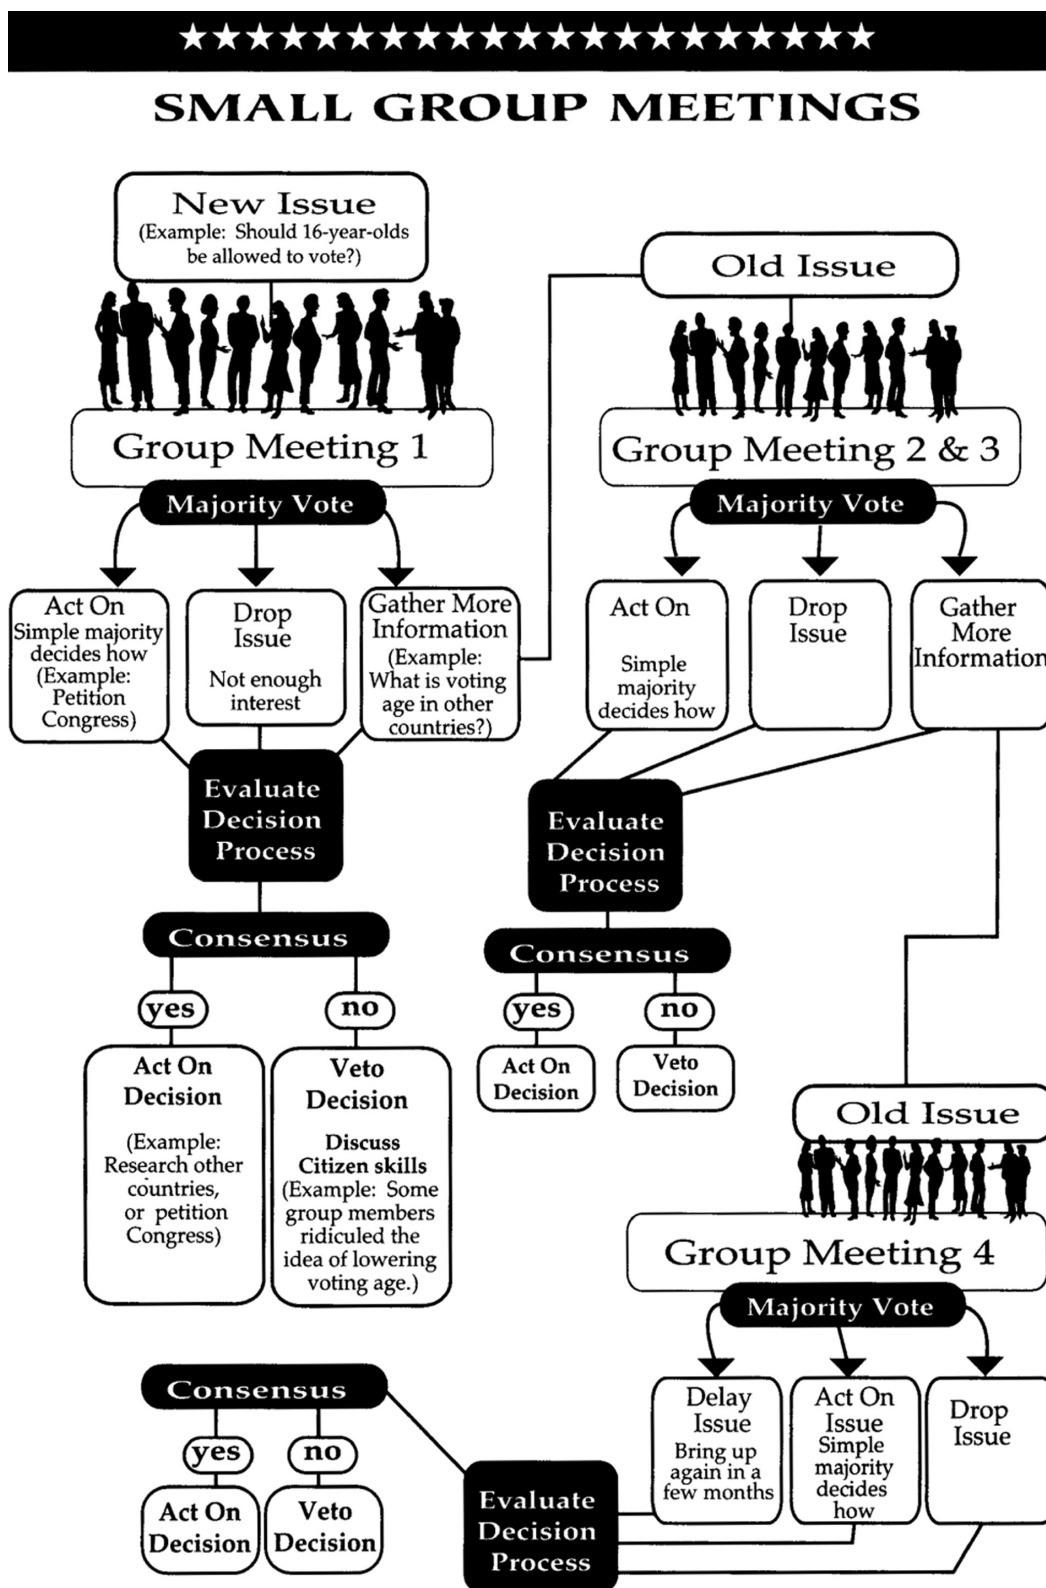 SMALL GROUP MEETINGS
New Issue
(Example: Should 16-year-olds
be allowed to vote?)
Group Meeting 1
Majority Vote
Act On
Simple majority
decides how
(Example:
Petition
Congress)
Drop
Issue
Not enough
interest
Gather More
Information
(Example:
What is voting
age in other
countries?)
Evaluate
Decision
Process
Consensus
yes
no
Act On
Decision
(Example:
Research other
countries,
or petition
Congress)
Veto
Decision
Discuss
Citizen skills
(Example: Some
group members
ridiculed the
idea of lowering
voting age.)
Old Issue
Group Meeting 2 & 3
Majority Vote
Act On
Simple
majority
decides how
Drop
Issue
Gather
More
Information
Evaluate
Decision
Process
Consensus
yes
no
Act On
Decision
Veto
Decision
Old Issue
Group Meeting 4
Majority Vote
Delay
Issue
Bring up
again in a
few months
Act On
Issue
Simple
majority
decides
how
Drop
Issue
Evaluate
Decision
Process
Consensus
yes
no
Act On
Decision
Veto
Decision